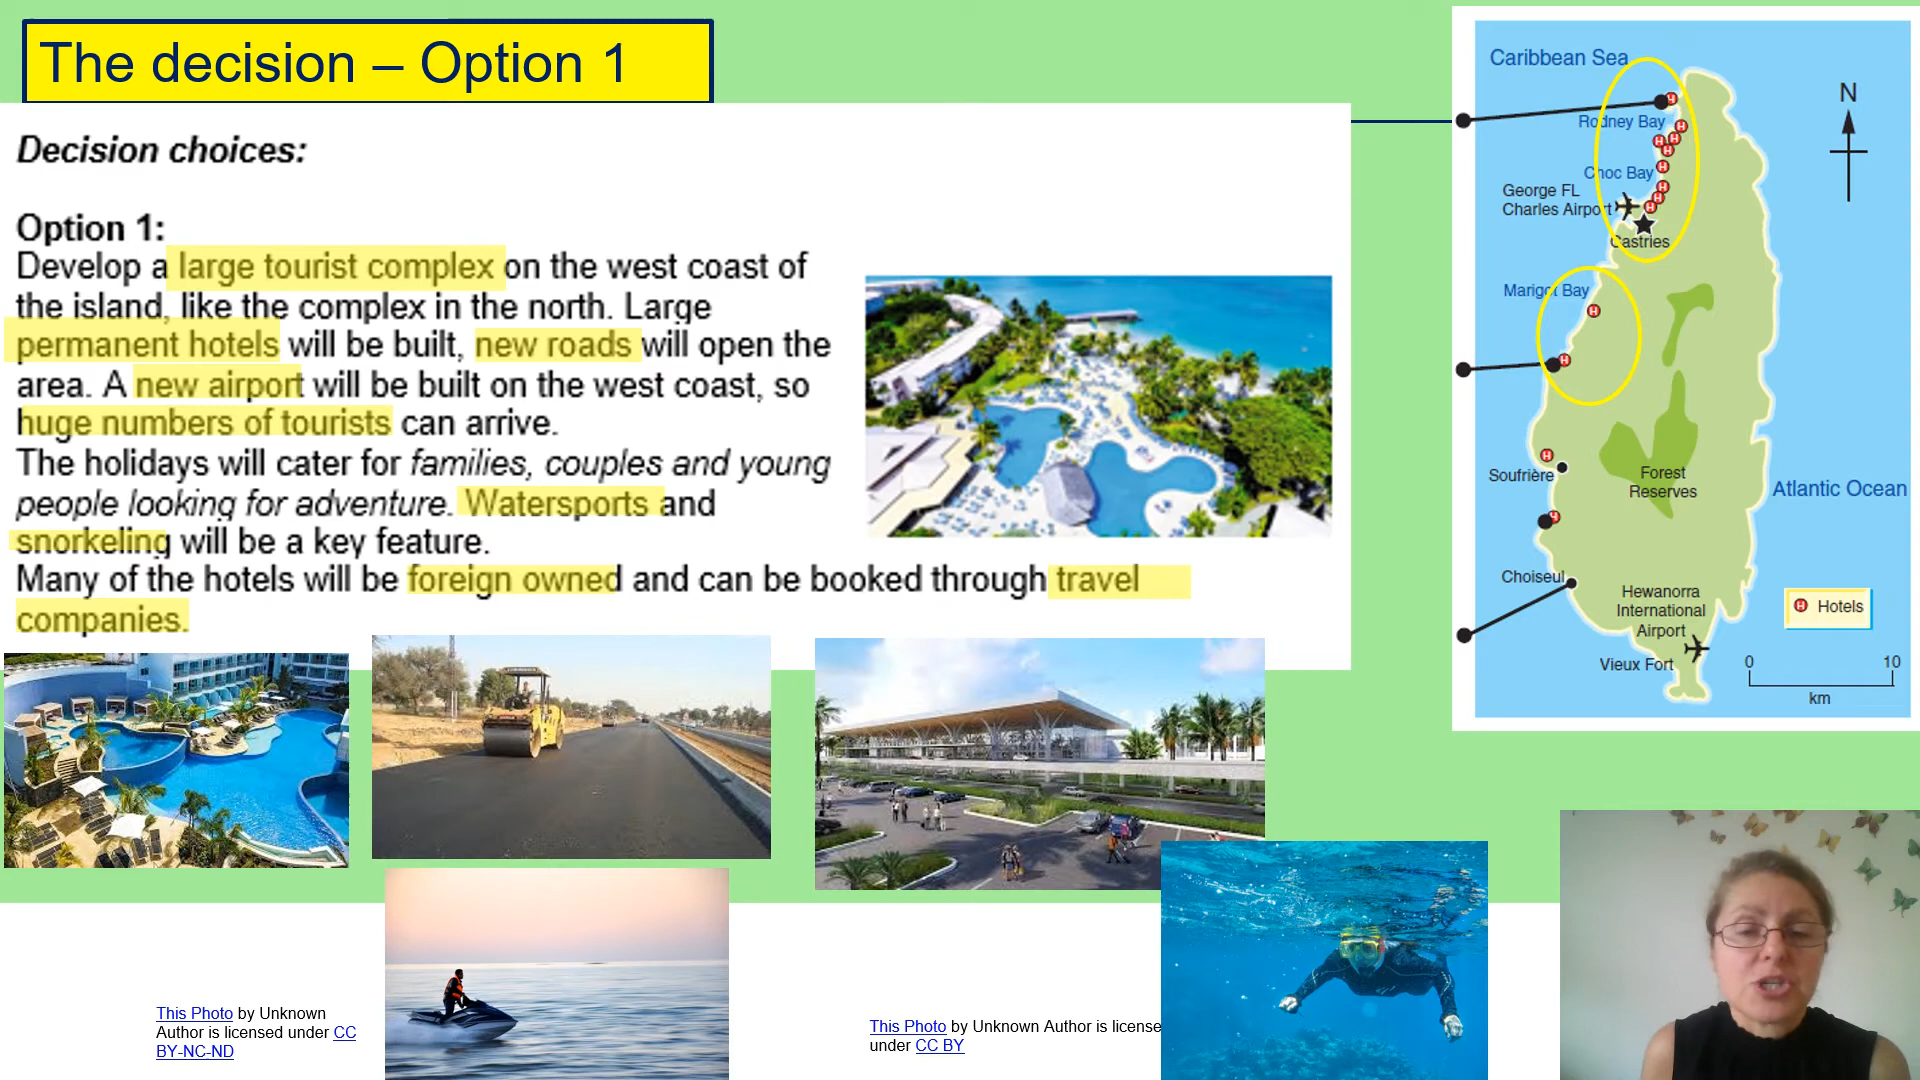 The decision – Option 1
Decision choices:
Option 1:
Develop a large tourist complex on the west coast of
the island, like the complex in the north. Large
permanent hotels will be built, new roads will open the
area. A new airport will be built on the west coast, so
huge numbers of tourists can arrive.
The holidays will cater for families, couples and young
people looking for adventure. Watersports and
snorkeling will be a key feature.
Many of the hotels will be foreign owned and can be booked through travel
companies.
Caribbean Sea
N
Rodney Bay
Choc Bay
George FL
Charles Airport
Castries
Marigot Bay
Soufrière
Forest
Reserves
Atlantic Ocean
Choiseul
Hewanorra
International
Airport
Vieux Fort
H Hotels
0 10
km
This Photo by Unknown
Author is licensed under CC
BY-NC-ND
This Photo by Unknown Author is license
under CC BY